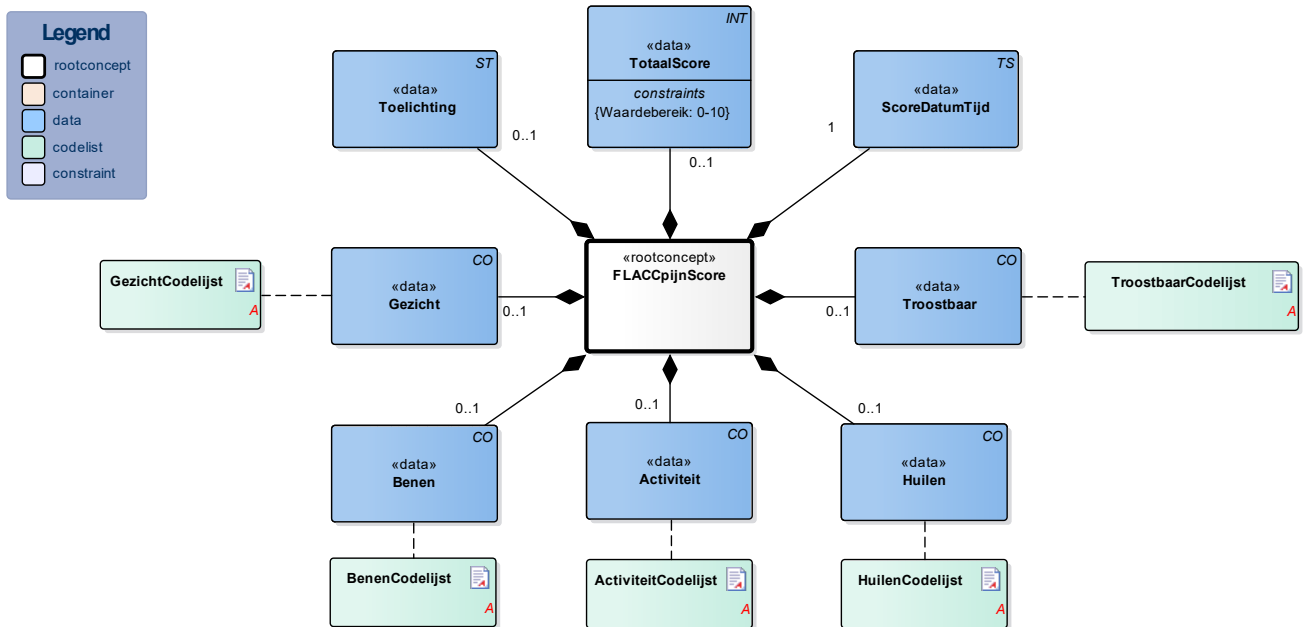 Legend
rootconcept
container
data
codelist
constraint
ST
«data»
Toelichting
0..1
INT
«data»
TotaalScore
constraints
{Waardebereik: 0-10}
0..1
TS
«data»
ScoreDatumTijd
1
«rootconcept»
FLACCpijnScore
GezichtCodelijst
A
CO
«data»
Gezicht
0..1
CO
«data»
Troostbaar
0..1
TroostbaarCodelijst
A
0..1
CO
«data»
Benen
0..1
CO
«data»
Activiteit
0..1
CO
«data»
Huilen
BenenCodelijst
A
ActiviteitCodelijst
A
HuilenCodelijst
A